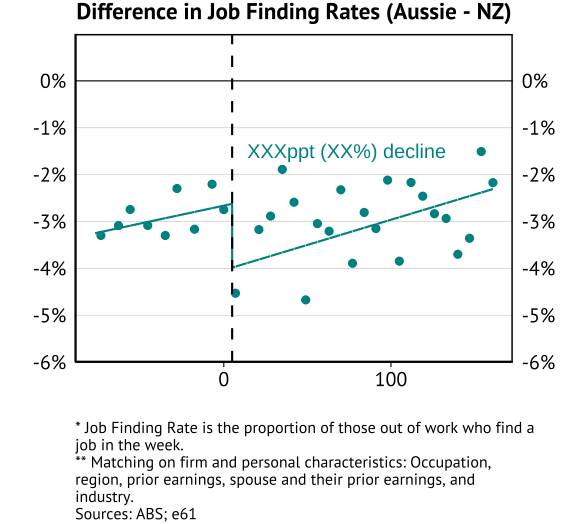 Difference in Job Finding Rates (Aussie - NZ)
0% 0%
-1% -1%
XXXppt (XX%) decline
-2% -2%
-3% -3%
-4% -4%
-5% -5%
-6% -6%
0 100
* Job Finding Rate is the proportion of those out of work who find a
job in the week.
** Matching on firm and personal characteristics: Occupation,
region, prior earnings, spouse and their prior earnings, and
industry.
Sources: ABS; e61